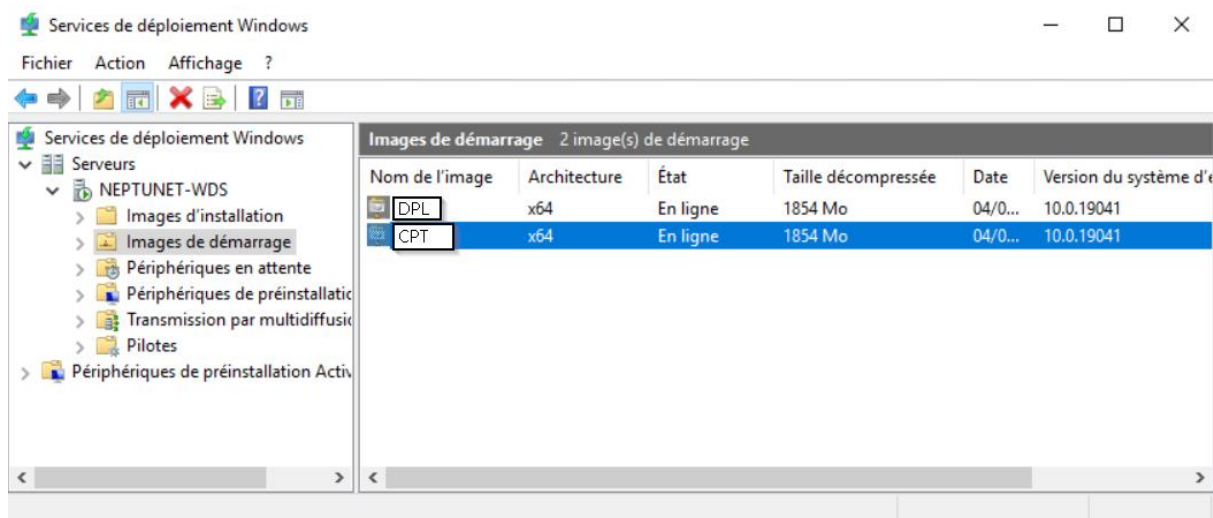 Services de déploiement Windows
Fichier Action Affichage ?
Services de déploiement Windows
Serveurs
NEPTUNET-WDS
Images d'installation
Images de démarrage
Périphériques en attente
Périphériques de préinstallatic
Transmission par multidiffusic
Pilotes
Périphériques de préinstallation Activ
Images de démarrage 2 image(s) de démarrage
Nom de l'image Architecture État Taille décompressée Date Version du système d'e
DPL x64 En ligne 1854 Mo 04/0... 10.0.19041
CPT x64 En ligne 1854 Mo 04/0... 10.0.19041